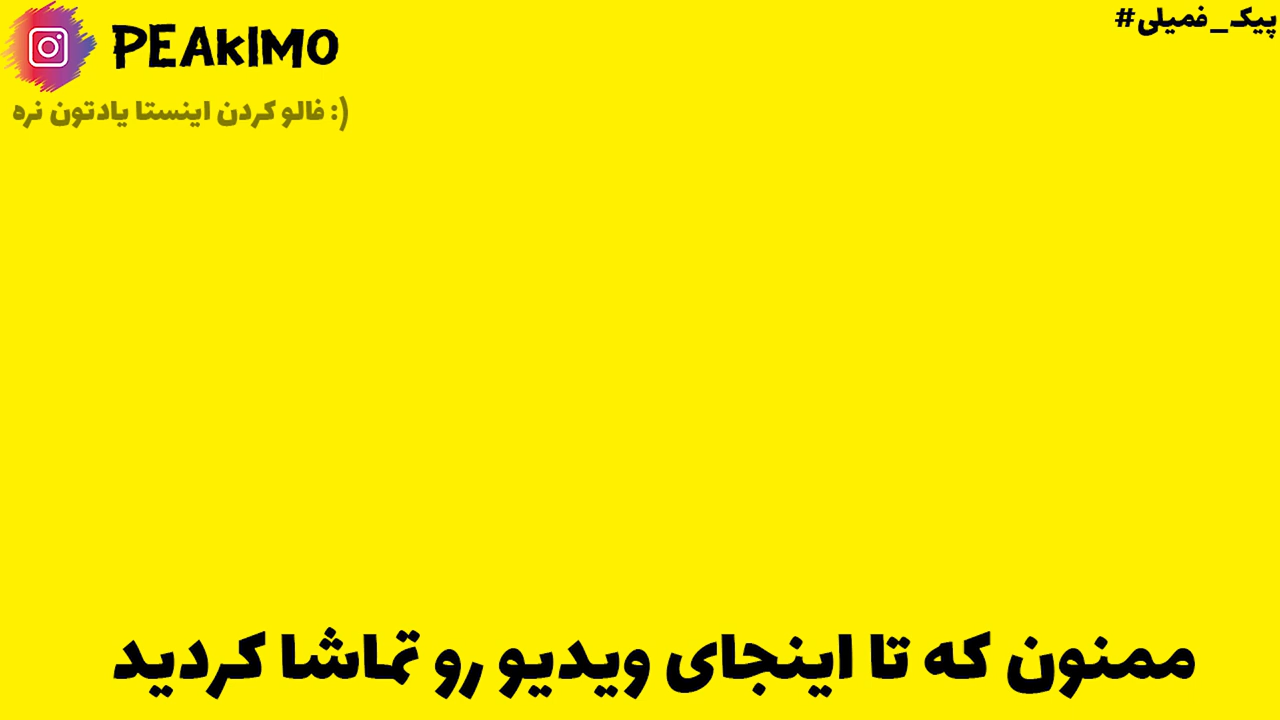 PEAkIMO
فالو کردن اینستا یادتون نره :)
#پیک_فمیلی
ممنون که تا اینجای ویدیو رو تماشا کردید